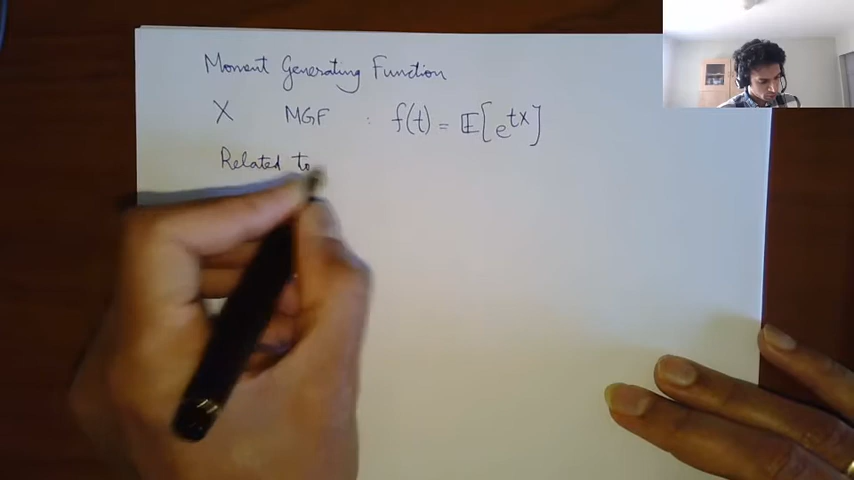 Moment Generating Function
X MGF : f(t) = 𝔼[e^{tX}]
Related to